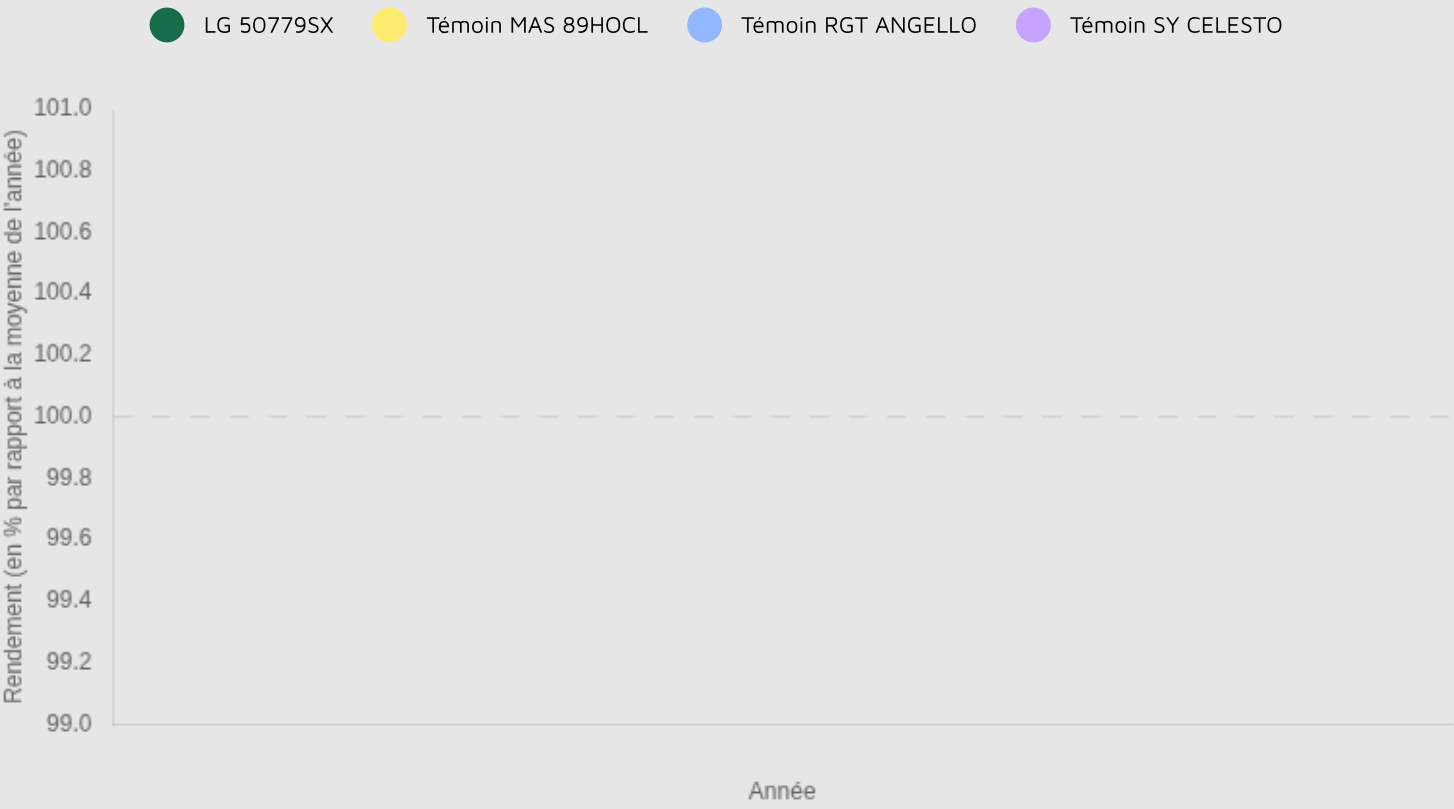 LG 50779SX
Témoin MAS 89HOCL
Témoin RGT ANGELLO
Témoin SY CELESTO
Rendement (en % par rapport à la moyenne de l'année)
101.0
100.8
100.6
100.4
100.2
100.0
99.8
99.6
99.4
99.2
99.0
Année